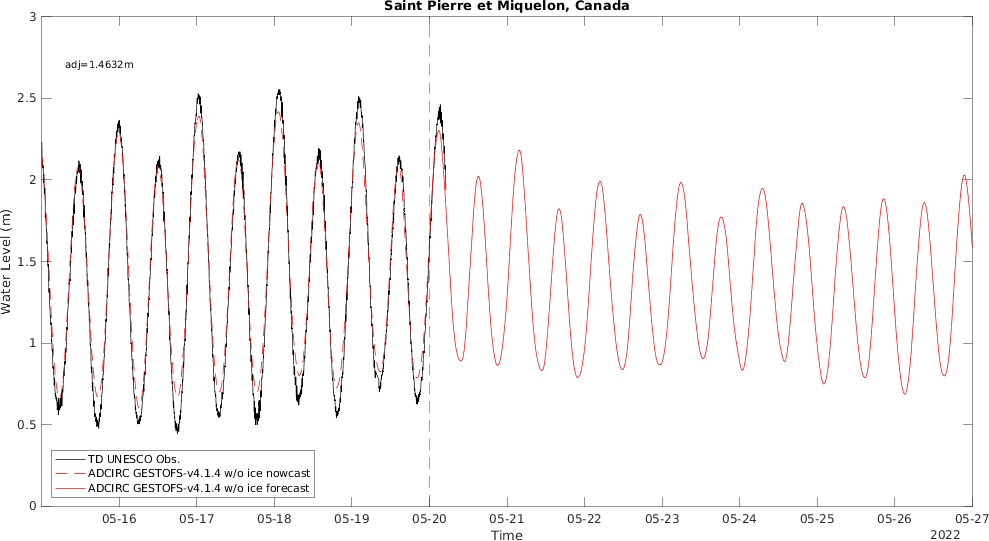 Saint Pierre et Miquelon, Canada
adj=1.4632m
Water Level (m)
3
2.5
2
1.5
1
0.5
0
TD UNESCO Obs.
ADCIRC GESTOFS-v4.1.4 w/o ice nowcast
ADCIRC GESTOFS-v4.1.4 w/o ice forecast
05-16 05-17 05-18 05-19 05-20 05-21 05-22 05-23 05-24 05-25 05-26 05-27
Time
2022